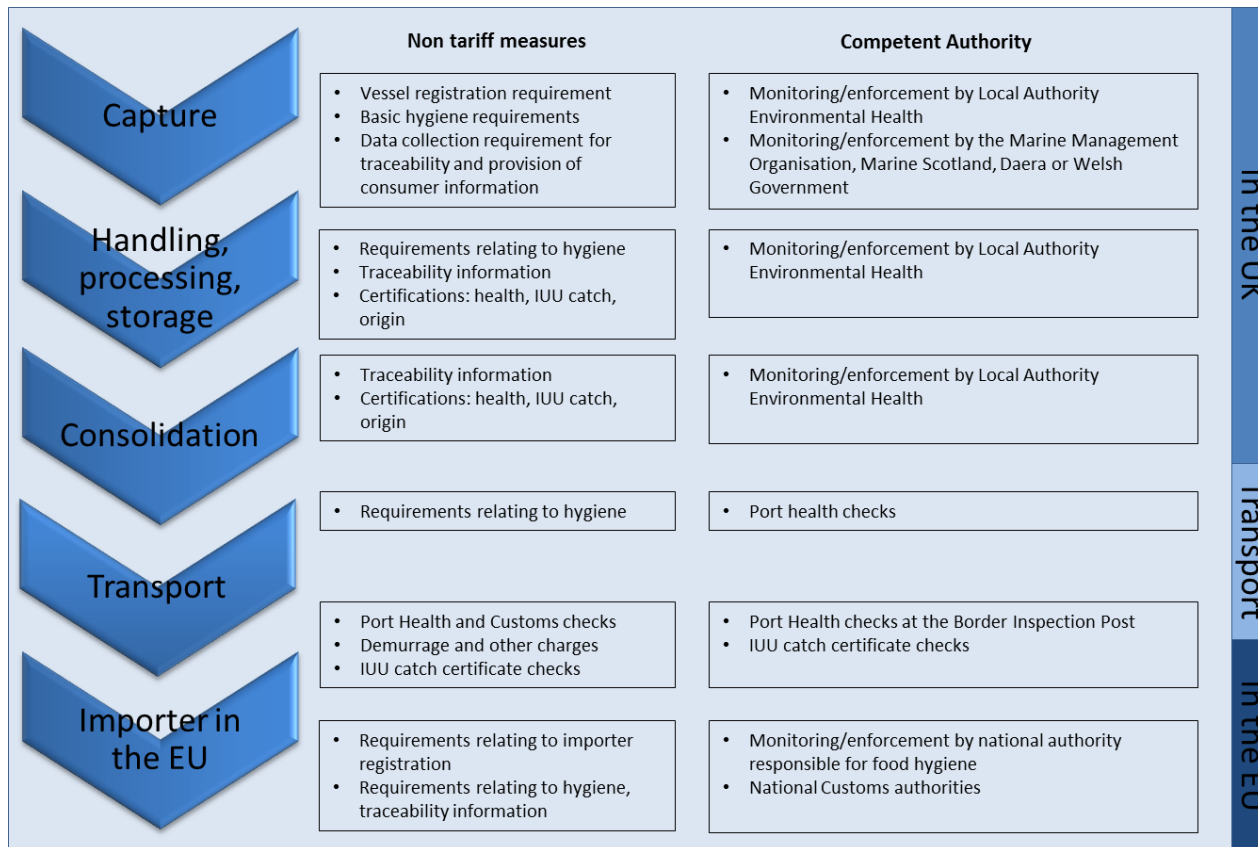 Non tariff measures
Competent Authority
Capture
• Vessel registration requirement
• Basic hygiene requirements
• Data collection requirement for
traceability and provision of
consumer information
• Monitoring/enforcement by Local Authority
Environmental Health
• Monitoring/enforcement by the Marine Management
Organisation, Marine Scotland, Daera or Welsh
Government
Handling,
processing,
storage
• Requirements relating to hygiene
• Traceability information
• Certifications: health, IUU catch,
origin
• Monitoring/enforcement by Local Authority
Environmental Health
Consolidation
• Traceability information
• Certifications: health, IUU catch,
origin
• Monitoring/enforcement by Local Authority
Environmental Health
Transport
• Requirements relating to hygiene
• Port health checks
• Port Health and Customs checks
• Demurrage and other charges
• IUU catch certificate checks
• Port Health checks at the Border Inspection Post
• IUU catch certificate checks
Importer in
the EU
• Requirements relating to importer
registration
• Requirements relating to hygiene,
traceability information
• Monitoring/enforcement by national authority
responsible for food hygiene
• National Customs authorities
In the UK
Transport
In the EU